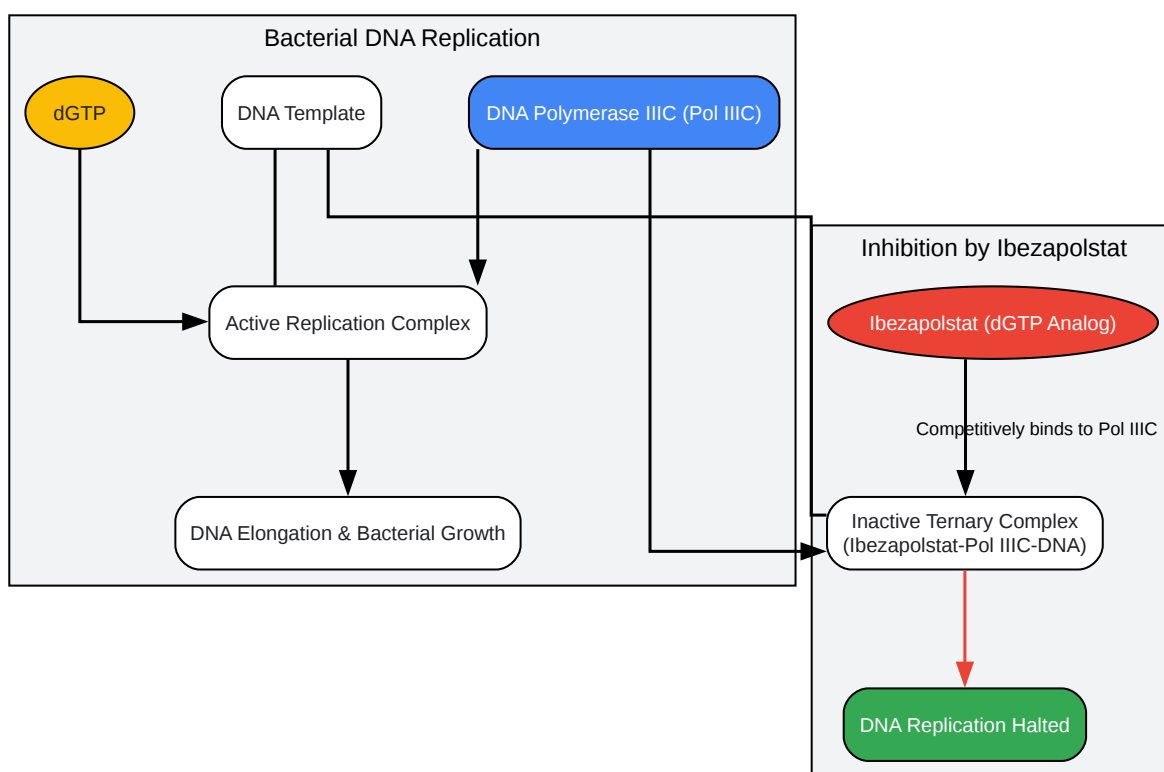 Bacterial DNA Replication
dGTP
DNA Template
DNA Polymerase IIIC (Pol IIIC)
Active Replication Complex
DNA Elongation & Bacterial Growth
Inhibition by Ibezapolstat
Ibezapolstat (dGTP Analog)
Competitively binds to Pol IIIC
Inactive Ternary Complex
(Ibezapolstat-Pol IIIC-DNA)
DNA Replication Halted